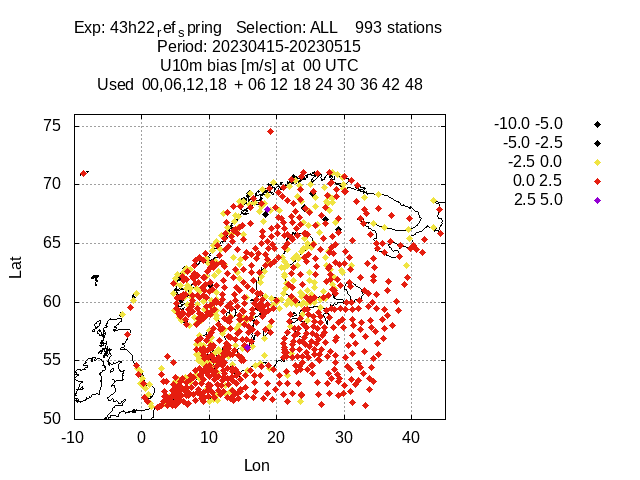 Exp: 43h22refspring Selection: ALL 993 stations
Period: 20230415-20230515
U10m bias [m/s] at 00 UTC
Used 00,06,12,18 + 06 12 18 24 30 36 42 48
-10.0 -5.0
-5.0 -2.5
-2.5 0.0
0.0 2.5
2.5 5.0
75
70
65
60
55
50
Lat
-10 0 10 20 30 40
Lon